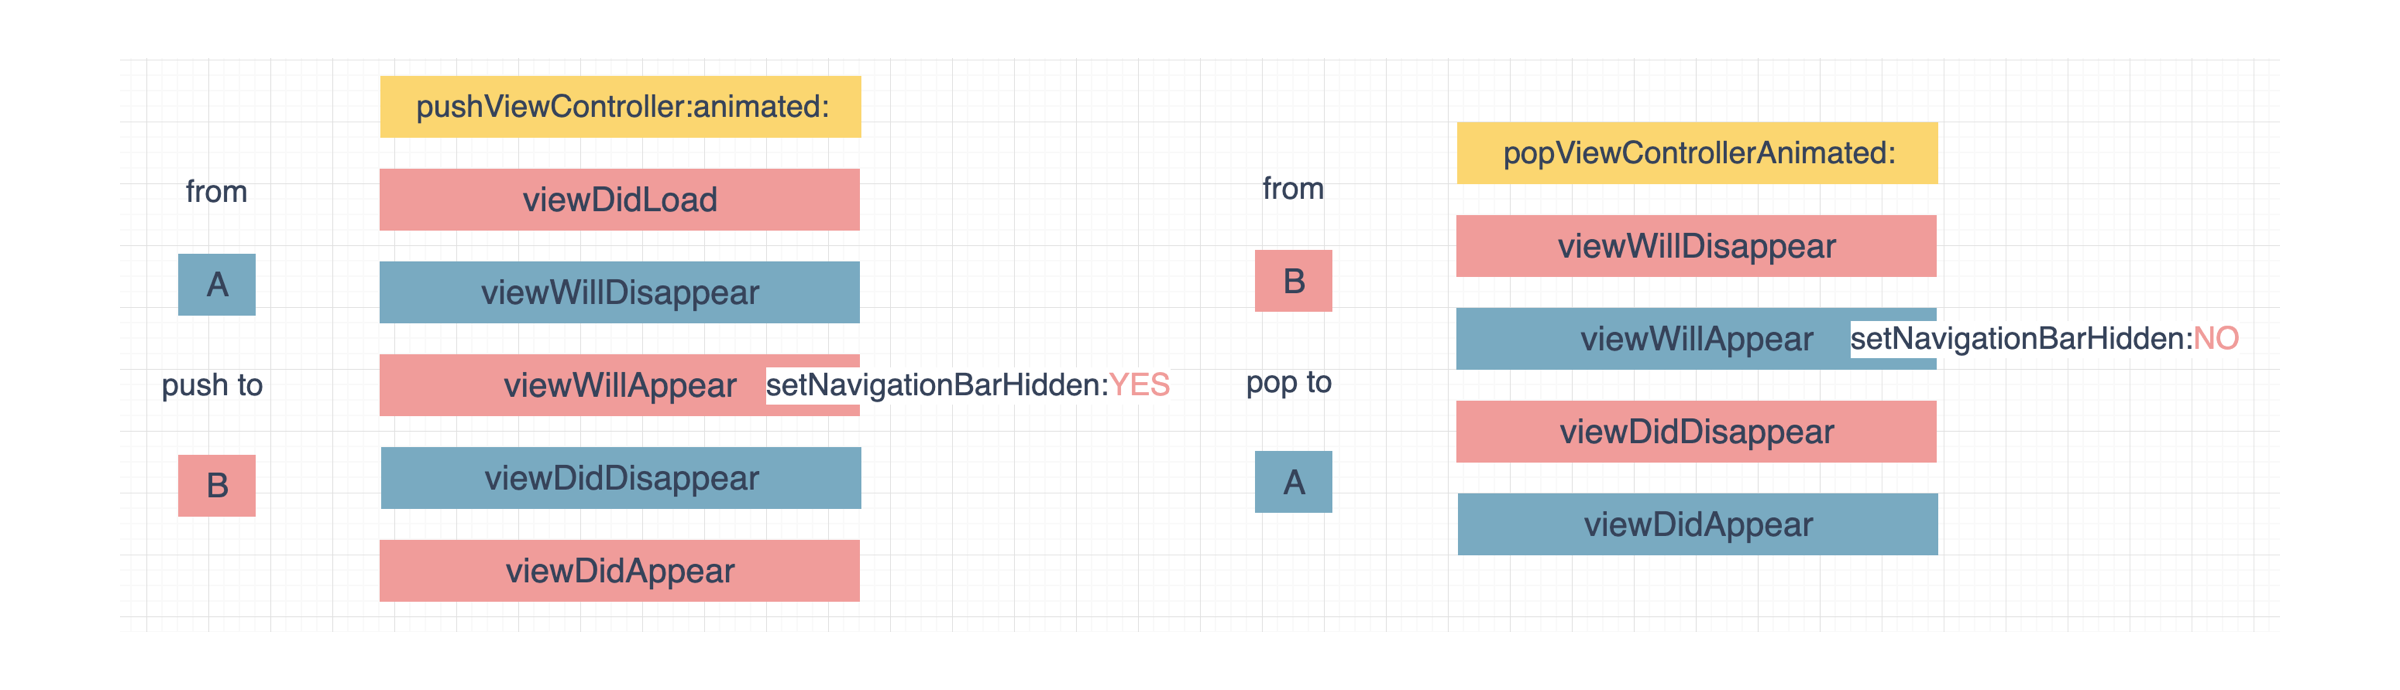 from
A
push to
B
pushViewController:animated:
viewDidLoad
viewWillDisappear
viewWillAppear
setNavigationBarHidden:YES
viewDidDisappear
viewDidAppear
from
B
pop to
A
popViewControllerAnimated:
viewWillDisappear
viewWillAppear
setNavigationBarHidden:NO
viewDidDisappear
viewDidAppear